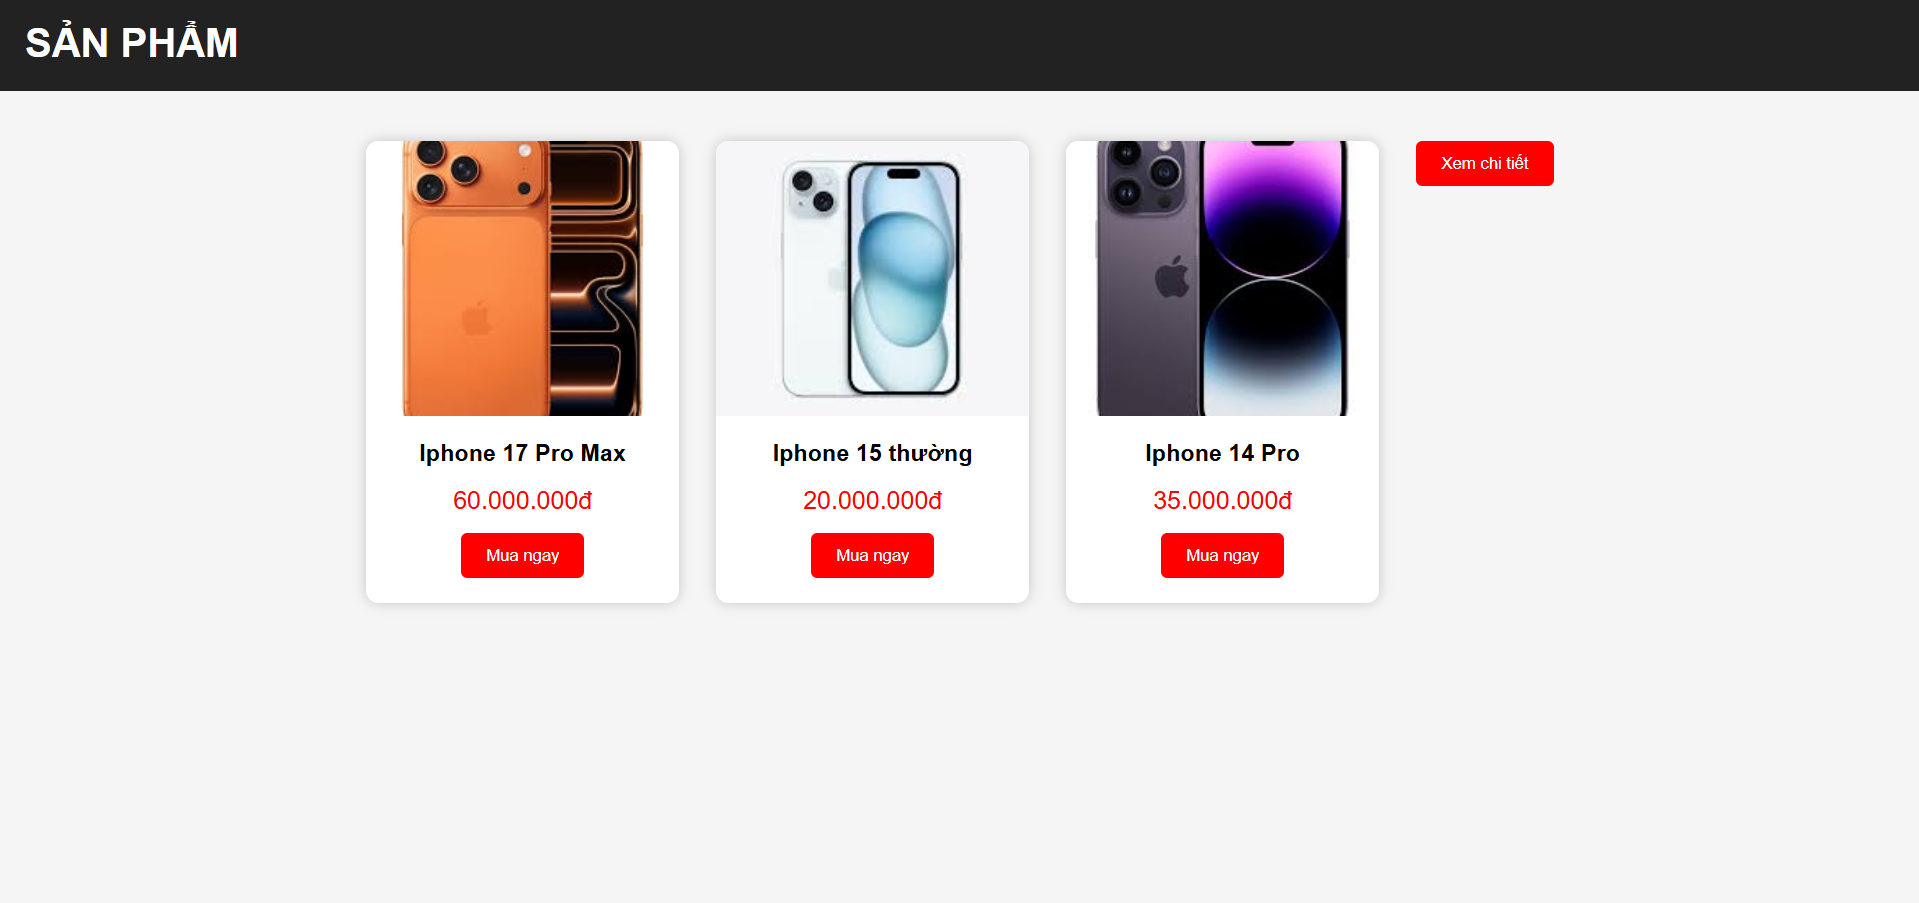 SẢN PHẨM
Xem chi tiết
Iphone 17 Pro Max
Iphone 15 thường
Iphone 14 Pro
60.000.000đ
20.000.000đ
35.000.000đ
Mua ngay
Mua ngay
Mua ngay